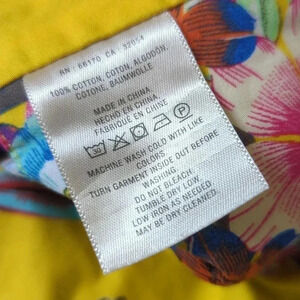 RN : 66170 CA : 32054
100% COTTON, COTON, ALGODON,
COTONE, BAUMWOLLE
MADE IN CHINA
HECHO EN CHINA
FABRIQUÉ EN CHINE
MACHINE WASH COLD WITH LIKE
COLORS
TURN GARMENT INSIDE OUT BEFORE
WASHING.
DO NOT BLEACH.
TUMBLE DRY LOW.
LOW IRON AS NEEDED.
MAY BE DRY CLEANED.